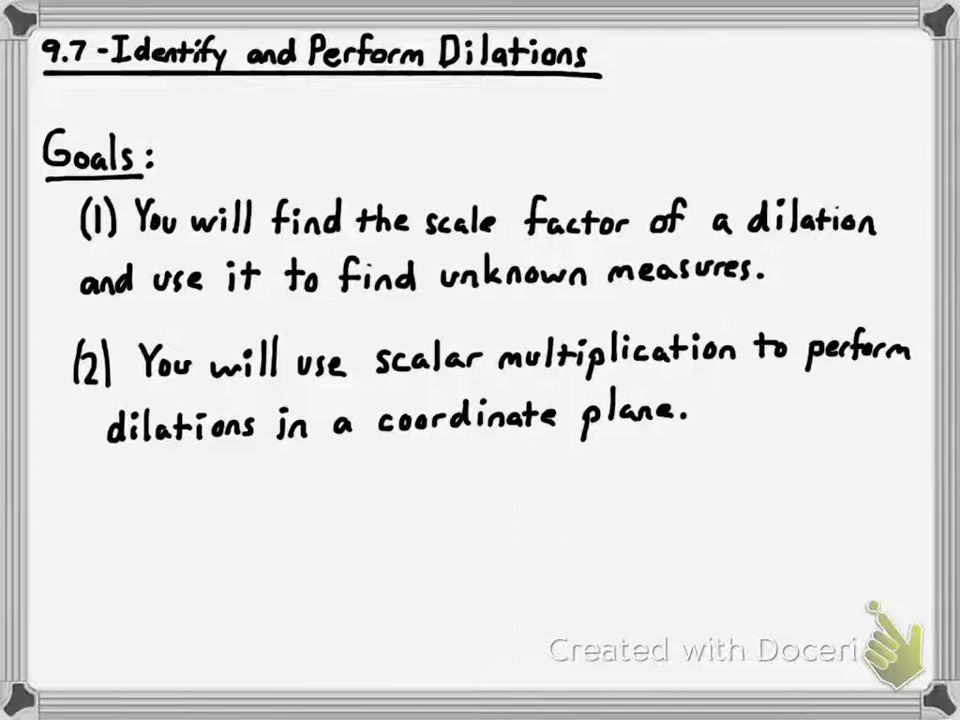 9.7 - Identify and Perform Dilations
Goals:
(1) You will find the scale factor of a dilation
and use it to find unknown measures.
(2) You will use scalar multiplication to perform
dilations in a coordinate plane.
Created with Doceri